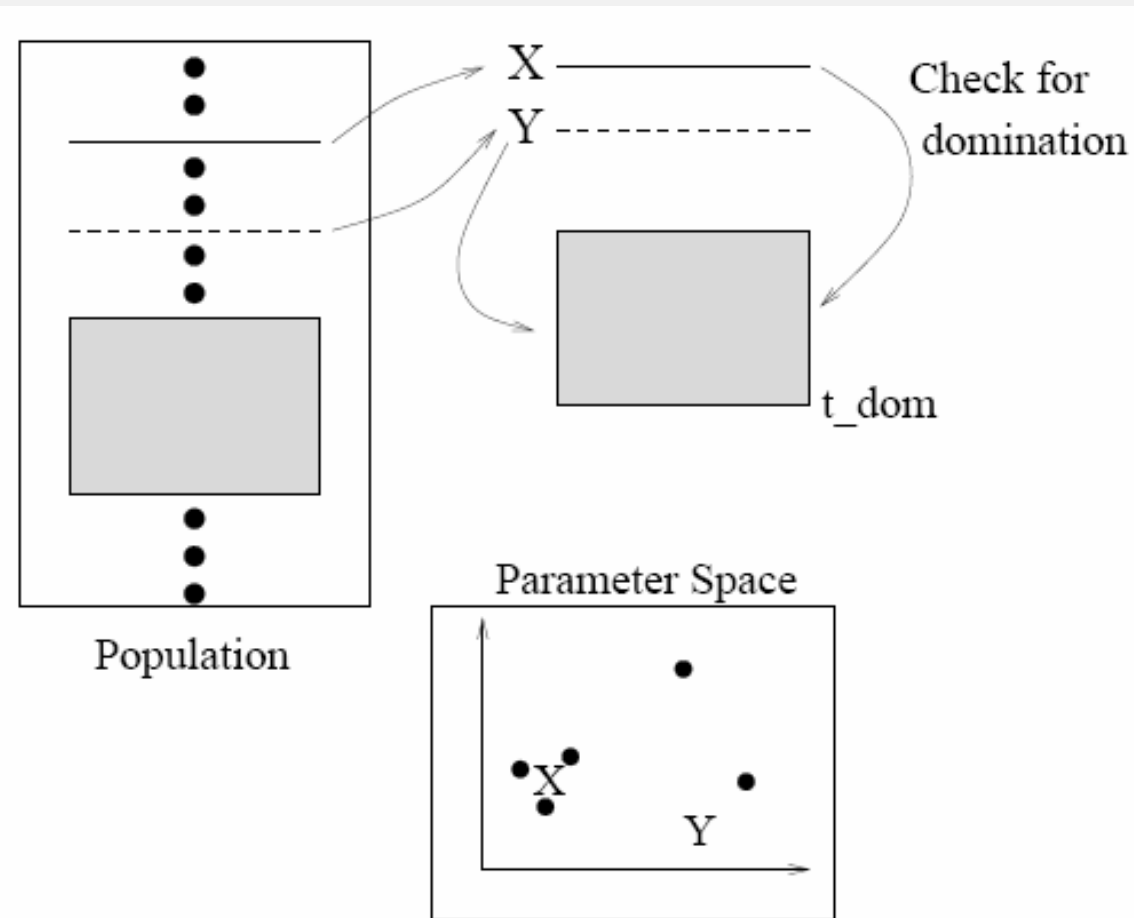 X
Y
Check for
domination
t_dom
Population
Parameter Space
X
Y